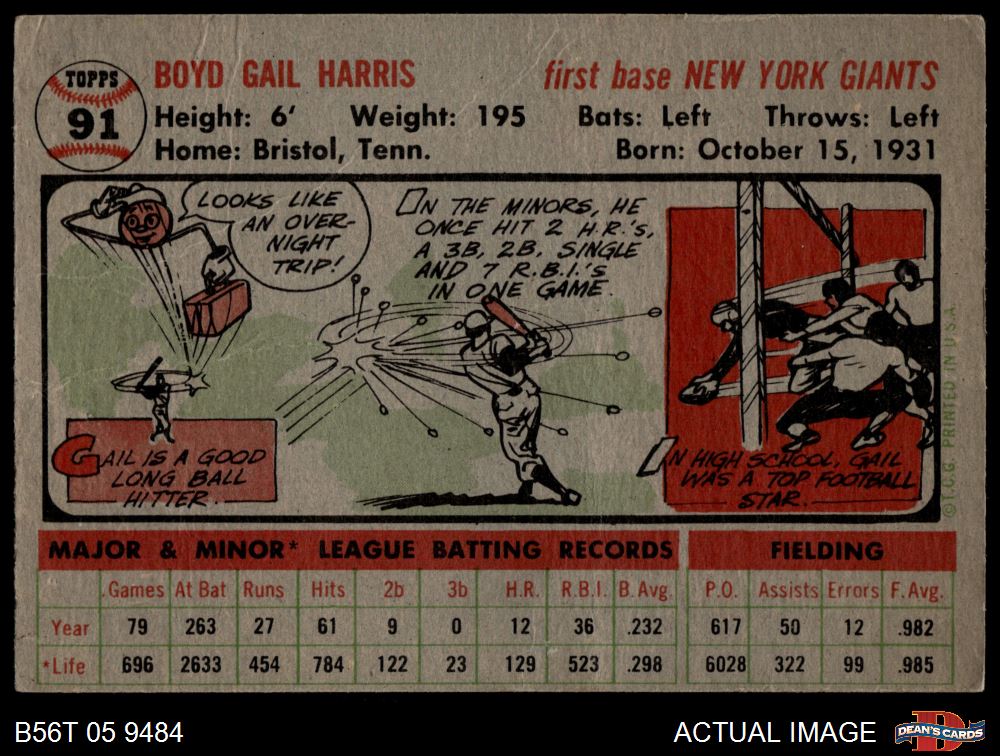 TOPPS
91
BOYD GAIL HARRIS first base NEW YORK GIANTS
Height: 6' Weight: 195 Bats: Left Throws: Left
Home: Bristol, Tenn. Born: October 15, 1931
LOOKS LIKE
AN OVER-
NIGHT
TRIP!
GAIL IS A GOOD
LONG BALL
HITTER.
IN THE MINORS, HE
ONCE HIT 2 H.R.'s,
A 3B, 2B, SINGLE
AND 7 R.B.I.'s
IN ONE GAME.
IN HIGH SCHOOL, GAIL
WAS A TOP FOOTBALL
STAR.
© T.C.G. PRINTED IN U.S.A.
MAJOR & MINOR* LEAGUE BATTING RECORDS FIELDING
Games At Bat Runs Hits 2b 3b H.R. R.B.I. B. Avg. P.O. Assists Errors F. Avg.
Year 79 263 27 61 9 0 12 36 .232 617 50 12 .982
*Life 696 2633 454 784 122 23 129 523 .298 6028 322 99 .985
B56T 05 9484 ACTUAL IMAGE DEAN'S CARDS